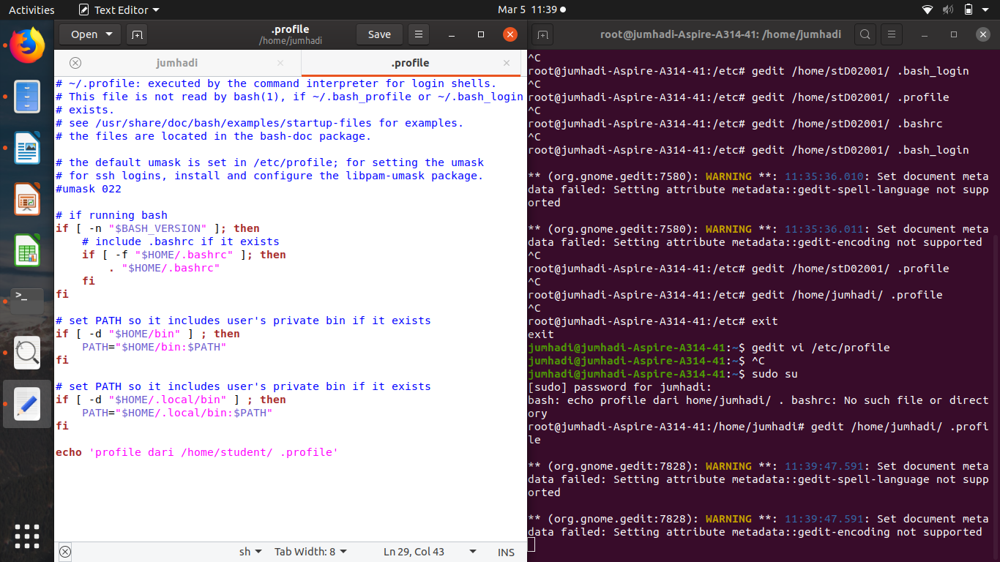 Activities
Text Editor
Mar 5 11:39
Open
.profile
/home/jumhadi
Save
jumhadi
.profile
# ~/.profile: executed by the command interpreter for login shells.
# This file is not read by bash(1), if ~/.bash_profile or ~/.bash_login
# exists.
# see /usr/share/doc/bash/examples/startup-files for examples.
# the files are located in the bash-doc package.
# the default umask is set in /etc/profile; for setting the umask
# for ssh logins, install and configure the libpam-umask package.
#umask 022
# if running bash
if [ -n "$BASH_VERSION" ]; then
    # include .bashrc if it exists
    if [ -f "$HOME/.bashrc" ]; then
        . "$HOME/.bashrc"
    fi
fi
# set PATH so it includes user's private bin if it exists
if [ -d "$HOME/bin" ] ; then
    PATH="$HOME/bin:$PATH"
fi
# set PATH so it includes user's private bin if it exists
if [ -d "$HOME/.local/bin" ] ; then
    PATH="$HOME/.local/bin:$PATH"
fi
echo 'profile dari /home/student/ .profile'
sh
Tab Width: 8
Ln 29, Col 43
INS
root@jumhadi-Aspire-A314-41: /home/jumhadi
^C
root@jumhadi-Aspire-A314-41:/etc# gedit /home/stD02001/ .bash_login
^C
root@jumhadi-Aspire-A314-41:/etc# gedit /home/stD02001/ .profile
^C
root@jumhadi-Aspire-A314-41:/etc# gedit /home/stD02001/ .bashrc
^C
root@jumhadi-Aspire-A314-41:/etc# gedit /home/stD02001/ .bash_login
** (org.gnome.gedit:7580): WARNING **: 11:35:36.010: Set document meta
data failed: Setting attribute metadata::gedit-spell-language not supp
orted
** (org.gnome.gedit:7580): WARNING **: 11:35:36.011: Set document meta
data failed: Setting attribute metadata::gedit-encoding not supported
^C
root@jumhadi-Aspire-A314-41:/etc# gedit /home/stD02001/ .profile
^C
root@jumhadi-Aspire-A314-41:/etc# gedit /home/jumhadi/ .profile
^C
root@jumhadi-Aspire-A314-41:/etc# exit
exit
jumhadi@jumhadi-Aspire-A314-41:~$ gedit vi /etc/profile
jumhadi@jumhadi-Aspire-A314-41:~$ ^C
jumhadi@jumhadi-Aspire-A314-41:~$ sudo su
[sudo] password for jumhadi:
bash: echo profile dari home/jumhadi/ . bashrc: No such file or direct
ory
root@jumhadi-Aspire-A314-41:/home/jumhadi# gedit /home/jumhadi/ .profi
le
** (org.gnome.gedit:7828): WARNING **: 11:39:47.591: Set document meta
data failed: Setting attribute metadata::gedit-spell-language not supp
orted
** (org.gnome.gedit:7828): WARNING **: 11:39:47.591: Set document meta
data failed: Setting attribute metadata::gedit-encoding not supported